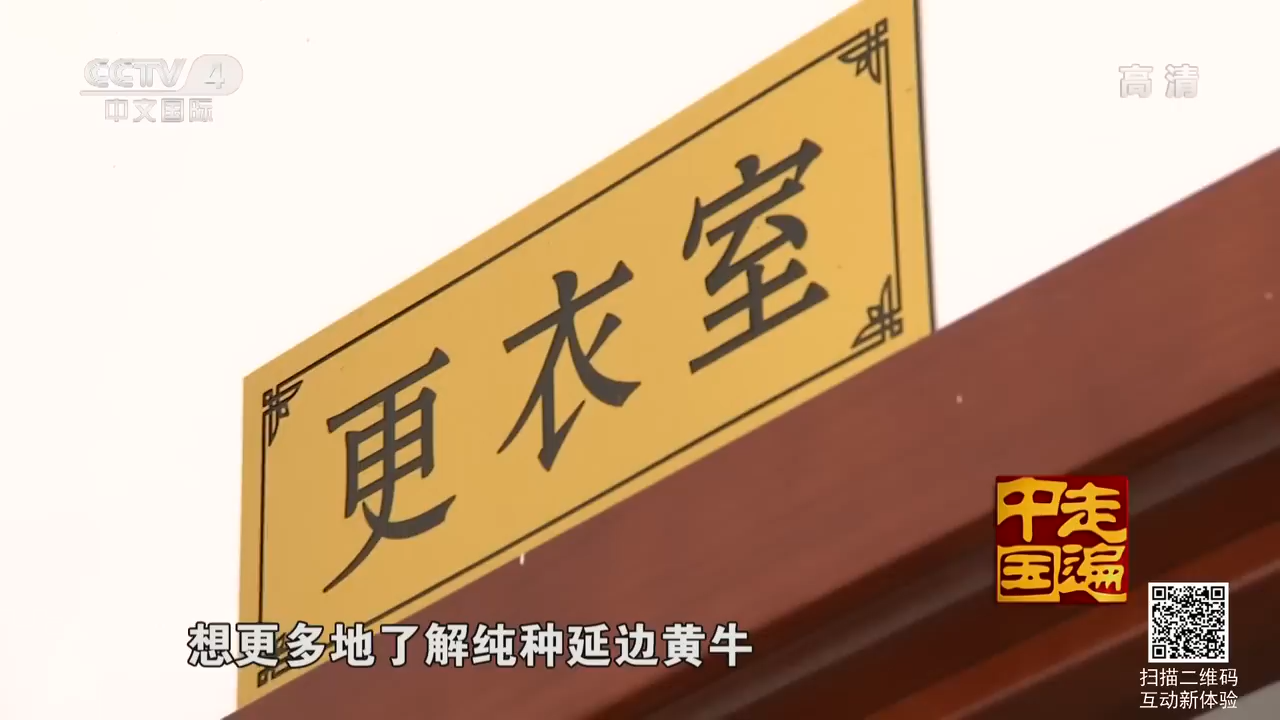 CCTV 4
中文国际
高清
更衣室
走遍
中国
想更多地了解纯种延边黄牛
扫描二维码
互动新体验